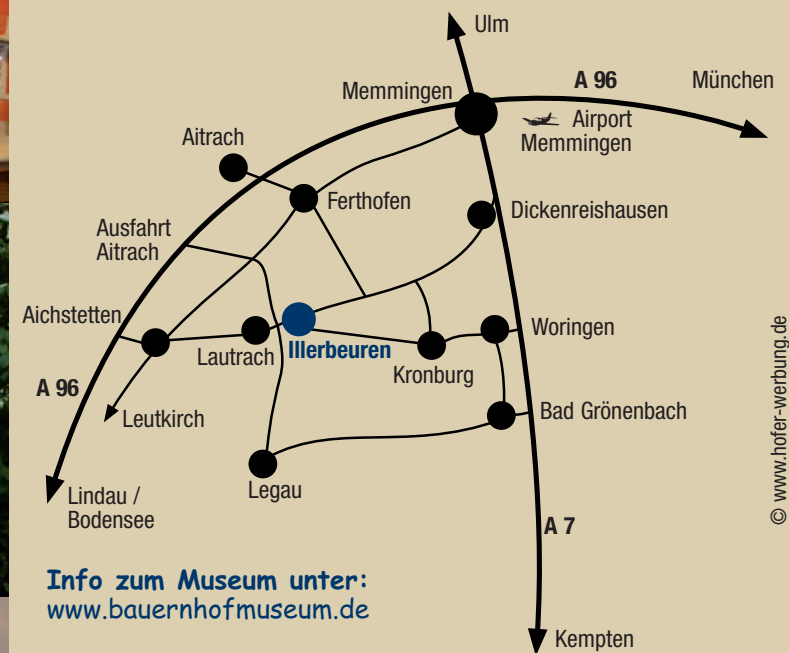 Ulm
A 96
München
Memmingen
Airport
Memmingen
Aitrach
Ferthofen
Dickenreishausen
Ausfahrt
Aitrach
Aichstetten
Lautrach
Illerbeuren
Kronburg
Woringen
A 96
Leutkirch
Bad Grönenbach
Legau
Lindau /
Bodensee
A 7
Info zum Museum unter:
www.bauernhofmuseum.de
Kempten
© www.hofer-werbung.de